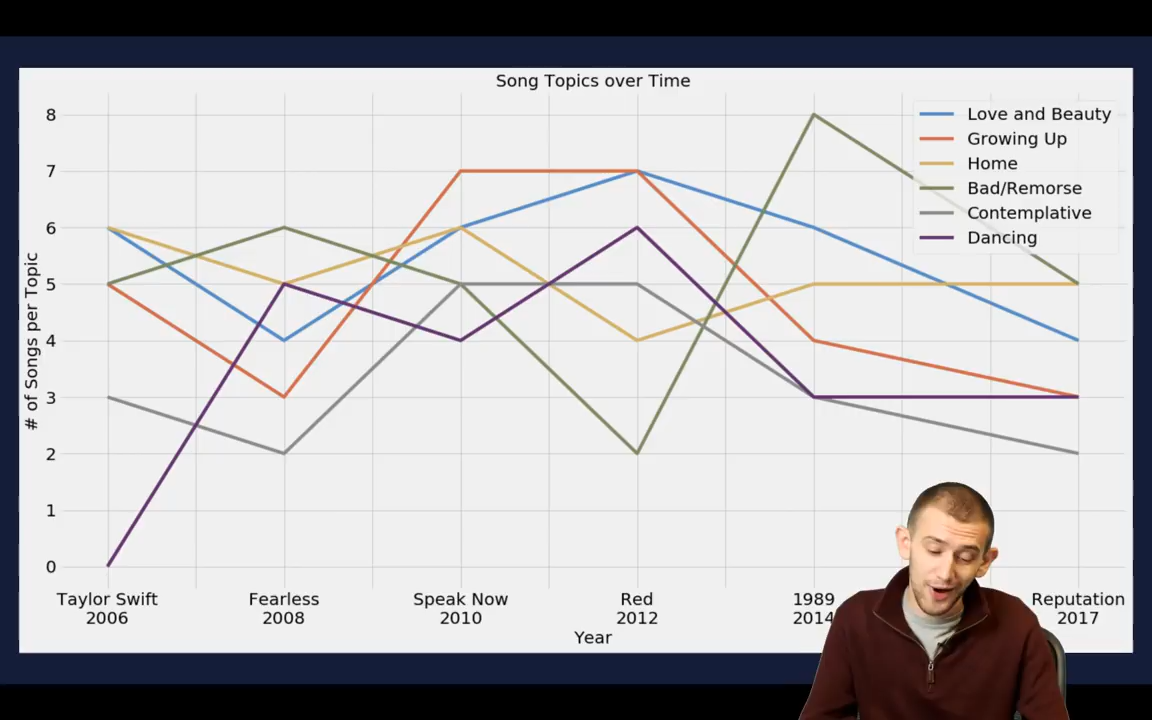 Song Topics over Time
8
7
6
5
4
3
2
1
0
# of Songs per Topic
Love and Beauty
Growing Up
Home
Bad/Remorse
Contemplative
Dancing
Taylor Swift Fearless Speak Now Red 1989 Reputation
2006 2008 2010 2012 2014 2017
Year